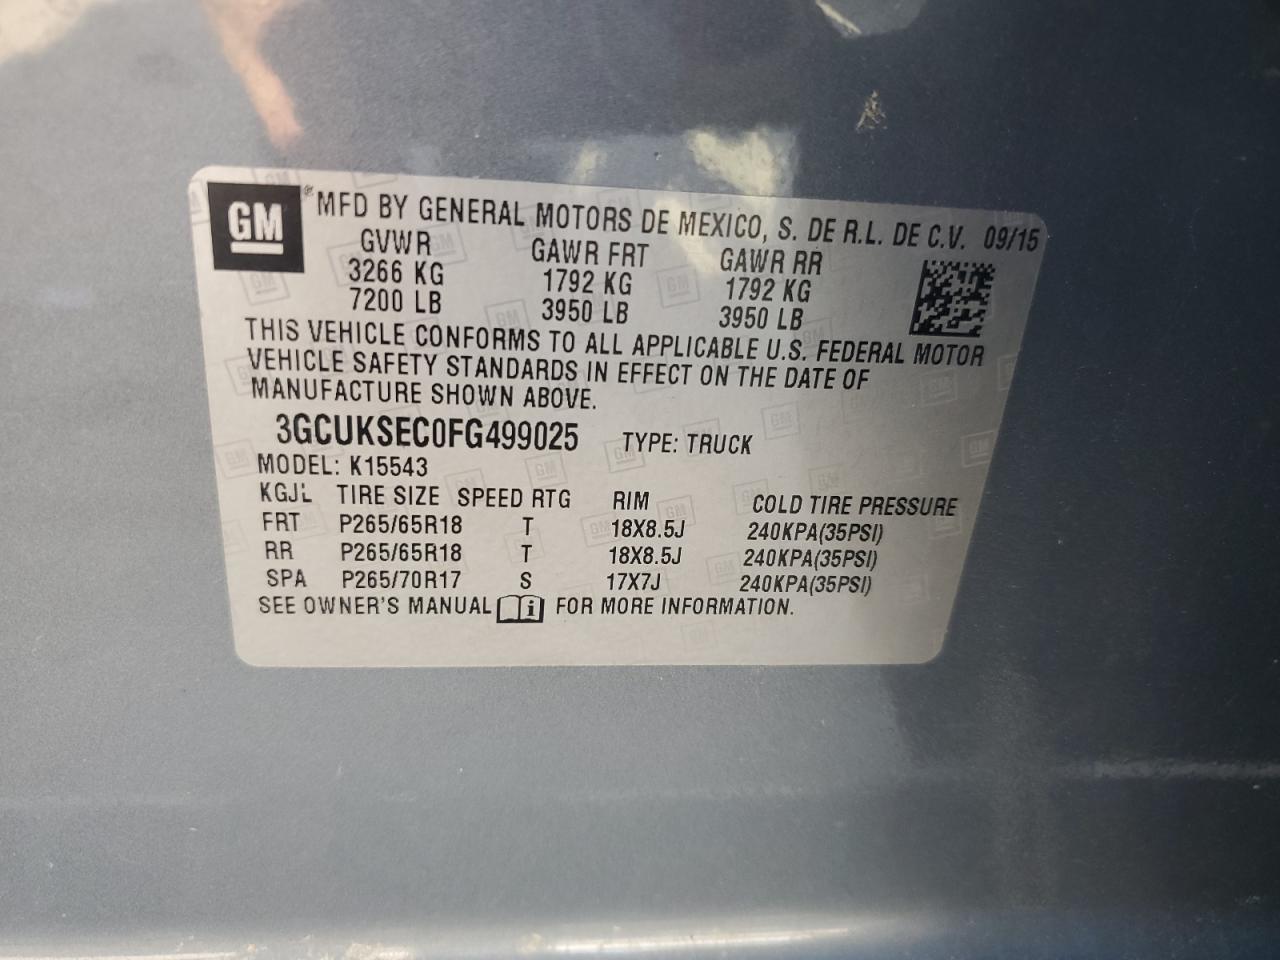 GM ® MFD BY GENERAL MOTORS DE MEXICO, S. DE R.L. DE C.V. 09/15
GVWR GAWR FRT GAWR RR
3266 KG 1792 KG 1792 KG
7200 LB 3950 LB 3950 LB
THIS VEHICLE CONFORMS TO ALL APPLICABLE U.S. FEDERAL MOTOR
VEHICLE SAFETY STANDARDS IN EFFECT ON THE DATE OF
MANUFACTURE SHOWN ABOVE.
3GCUKSEC0FG499025 TYPE: TRUCK
MODEL: K15543
KGJL TIRE SIZE SPEED RTG RIM COLD TIRE PRESSURE
FRT P265/65R18 T 18X8.5J 240KPA(35PSI)
RR P265/65R18 T 18X8.5J 240KPA(35PSI)
SPA P265/70R17 S 17X7J 240KPA(35PSI)
SEE OWNER'S MANUAL i FOR MORE INFORMATION.